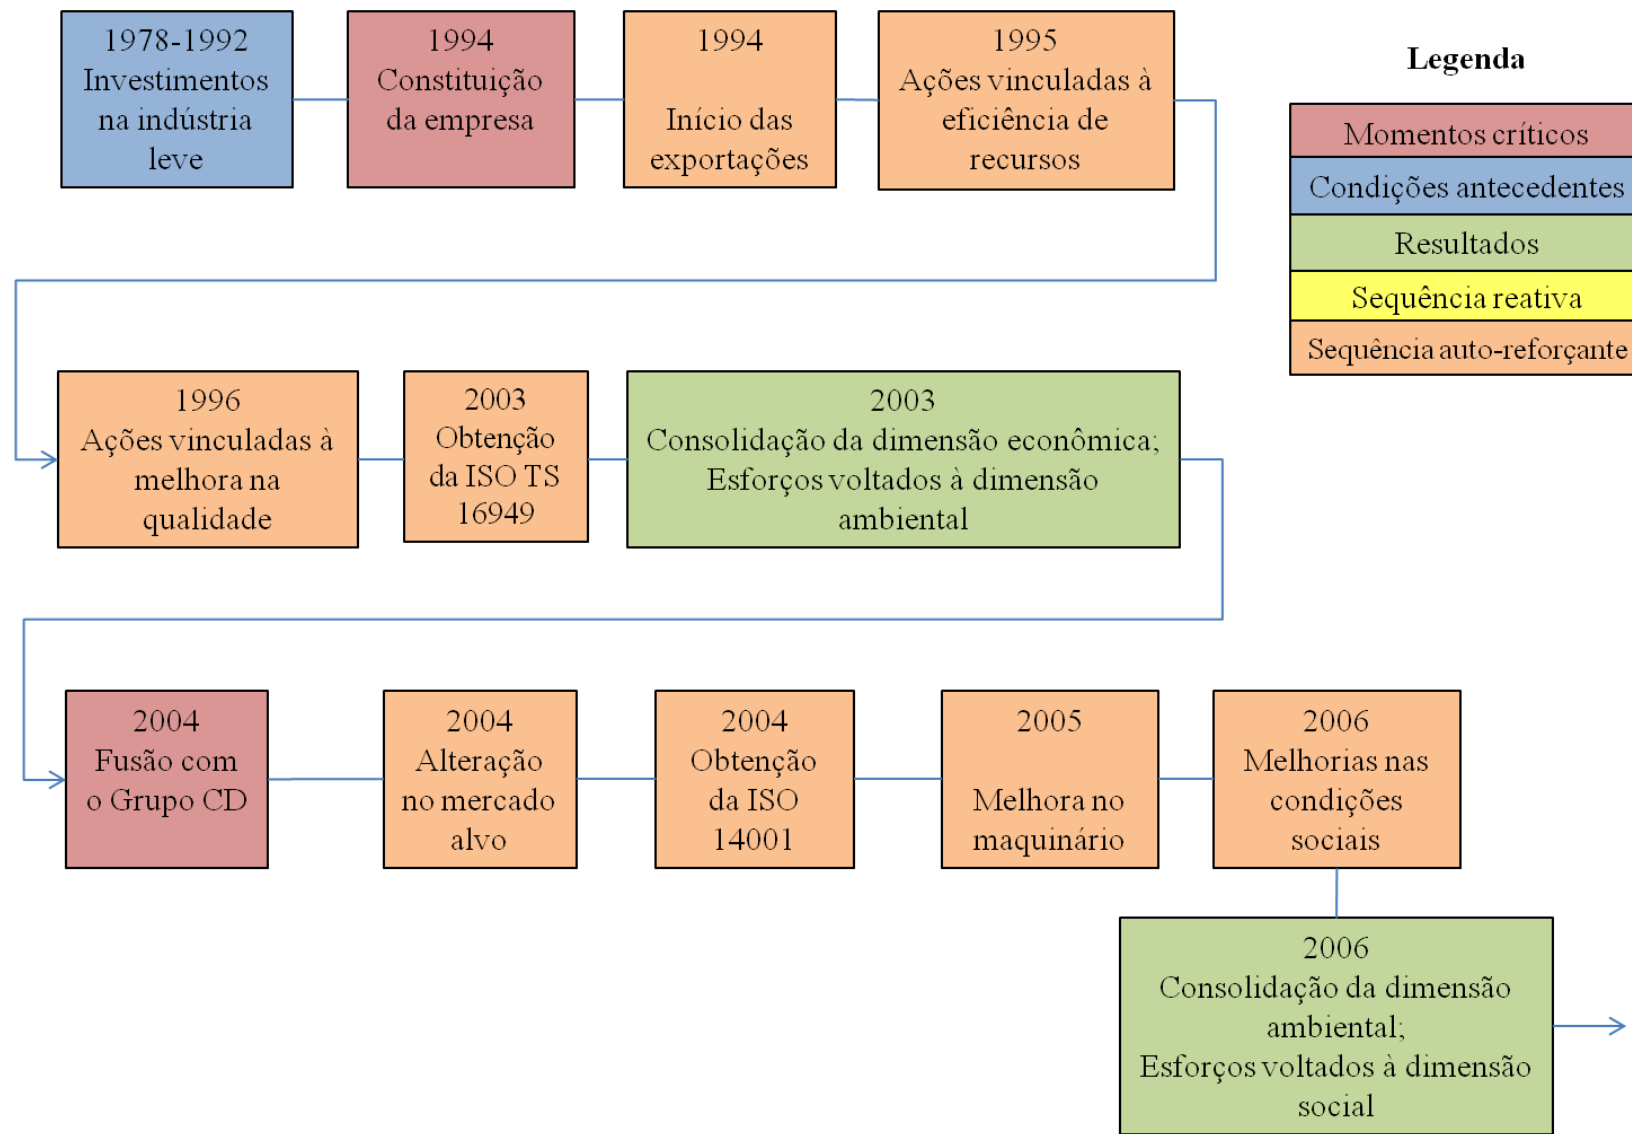 1978-1992
Investimentos
na indústria
leve
1994
Constituição
da empresa
1994
Início das
exportações
1995
Ações vinculadas à
eficiência de
recursos
Legenda
Momentos críticos
Condições antecedentes
Resultados
Sequência reativa
Sequência auto-reforçante
1996
Ações vinculadas à
melhora na
qualidade
2003
Obtenção
da ISO TS
16949
2003
Consolidação da dimensão econômica;
Esforços voltados à dimensão
ambiental
2004
Fusão com
o Grupo CD
2004
Alteração
no mercado
alvo
2004
Obtenção
da ISO
14001
2005
Melhora no
maquinário
2006
Melhorias nas
condições
sociais
2006
Consolidação da dimensão
ambiental;
Esforços voltados à dimensão
social